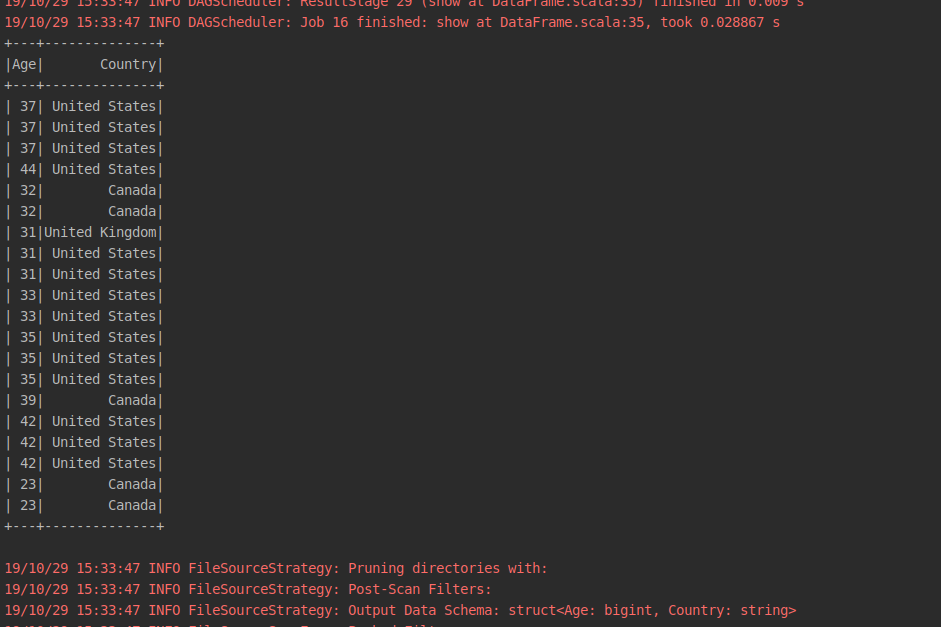 19/10/29 15:33:47 INFO DAGScheduler: ResultStage 29 (show at DataFrame.scala:35) finished in 0.009 s
19/10/29 15:33:47 INFO DAGScheduler: Job 16 finished: show at DataFrame.scala:35, took 0.028867 s
+---+--------------+
|Age|       Country|
+---+--------------+
| 37| United States|
| 37| United States|
| 37| United States|
| 44| United States|
| 32|        Canada|
| 32|        Canada|
| 31|United Kingdom|
| 31| United States|
| 31| United States|
| 33| United States|
| 33| United States|
| 35| United States|
| 35| United States|
| 35| United States|
| 39|        Canada|
| 42| United States|
| 42| United States|
| 42| United States|
| 23|        Canada|
| 23|        Canada|
+---+--------------+
19/10/29 15:33:47 INFO FileSourceStrategy: Pruning directories with:
19/10/29 15:33:47 INFO FileSourceStrategy: Post-Scan Filters:
19/10/29 15:33:47 INFO FileSourceStrategy: Output Data Schema: struct<Age: bigint, Country: string>